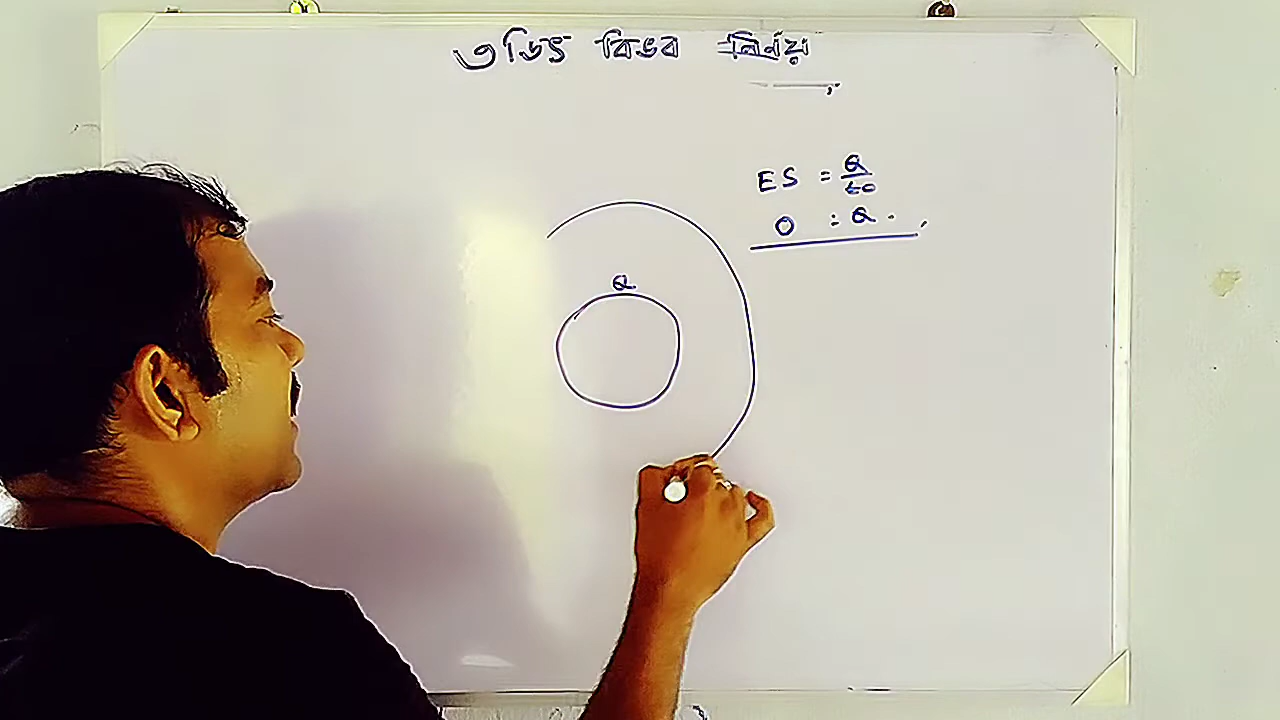 তড়িৎ বিভব নির্ণয়
ES = Q/ε0
0 = Q.
Q